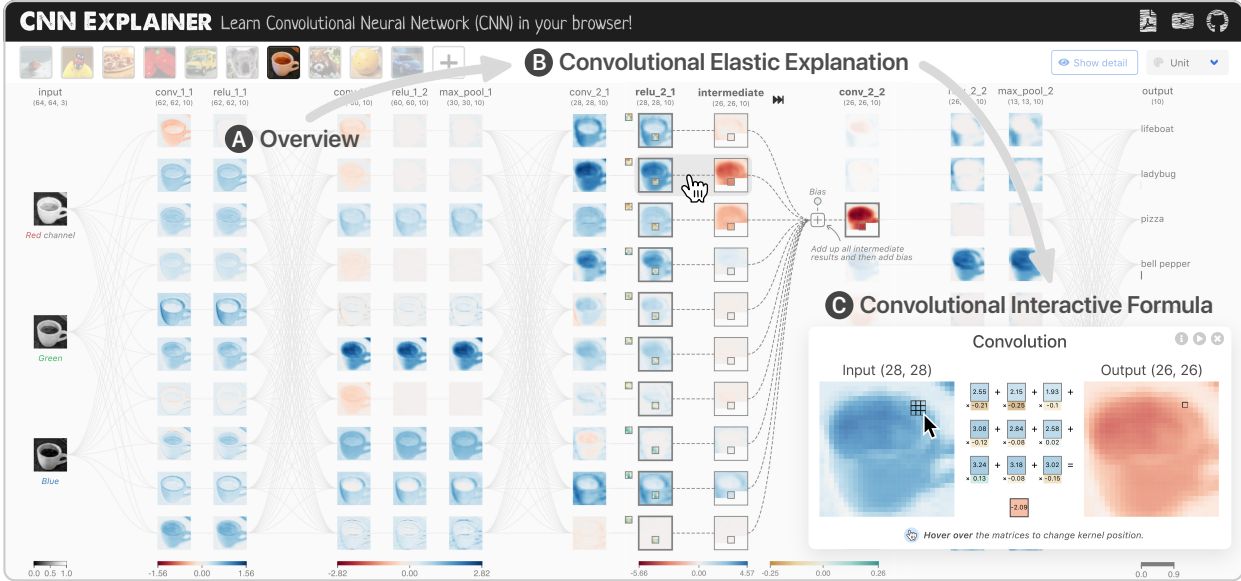 CNN EXPLAINER Learn Convolutional Neural Network (CNN) in your browser!
B Convolutional Elastic Explanation
Show detail
Unit
input
(64, 64, 3)
conv_1_1
(62, 62, 10)
relu_1_1
(62, 62, 10)
relu_1_2
(60, 60, 10)
max_pool_1
(30, 30, 10)
conv_2_1
(28, 28, 10)
relu_2_1
(28, 28, 10)
intermediate
(26, 26, 10)
conv_2_2
(26, 26, 10)
max_pool_2
(13, 13, 10)
output
(10)
A Overview
lifeboat
ladybug
pizza
bell pepper
Bias
Add up all intermediate
results and then add bias
Red channel
Green
Blue
C Convolutional Interactive Formula
Convolution
Input (28, 28)
Output (26, 26)
2.55 + 2.15 + 1.93 +
× -0.21 × -0.25 × -0.1
3.08 + 2.84 + 2.58 +
× -0.12 × -0.08 × 0.02
3.24 + 3.18 + 3.02 =
× 0.13 × -0.08 × -0.15
-2.09
Hover over the matrices to change kernel position.
0.0 0.5 1.0
-1.56 0.00 1.56
-2.82 0.00 2.82
-5.66 0.00 4.57
-0.25 0.00 0.26
0.0 0.9